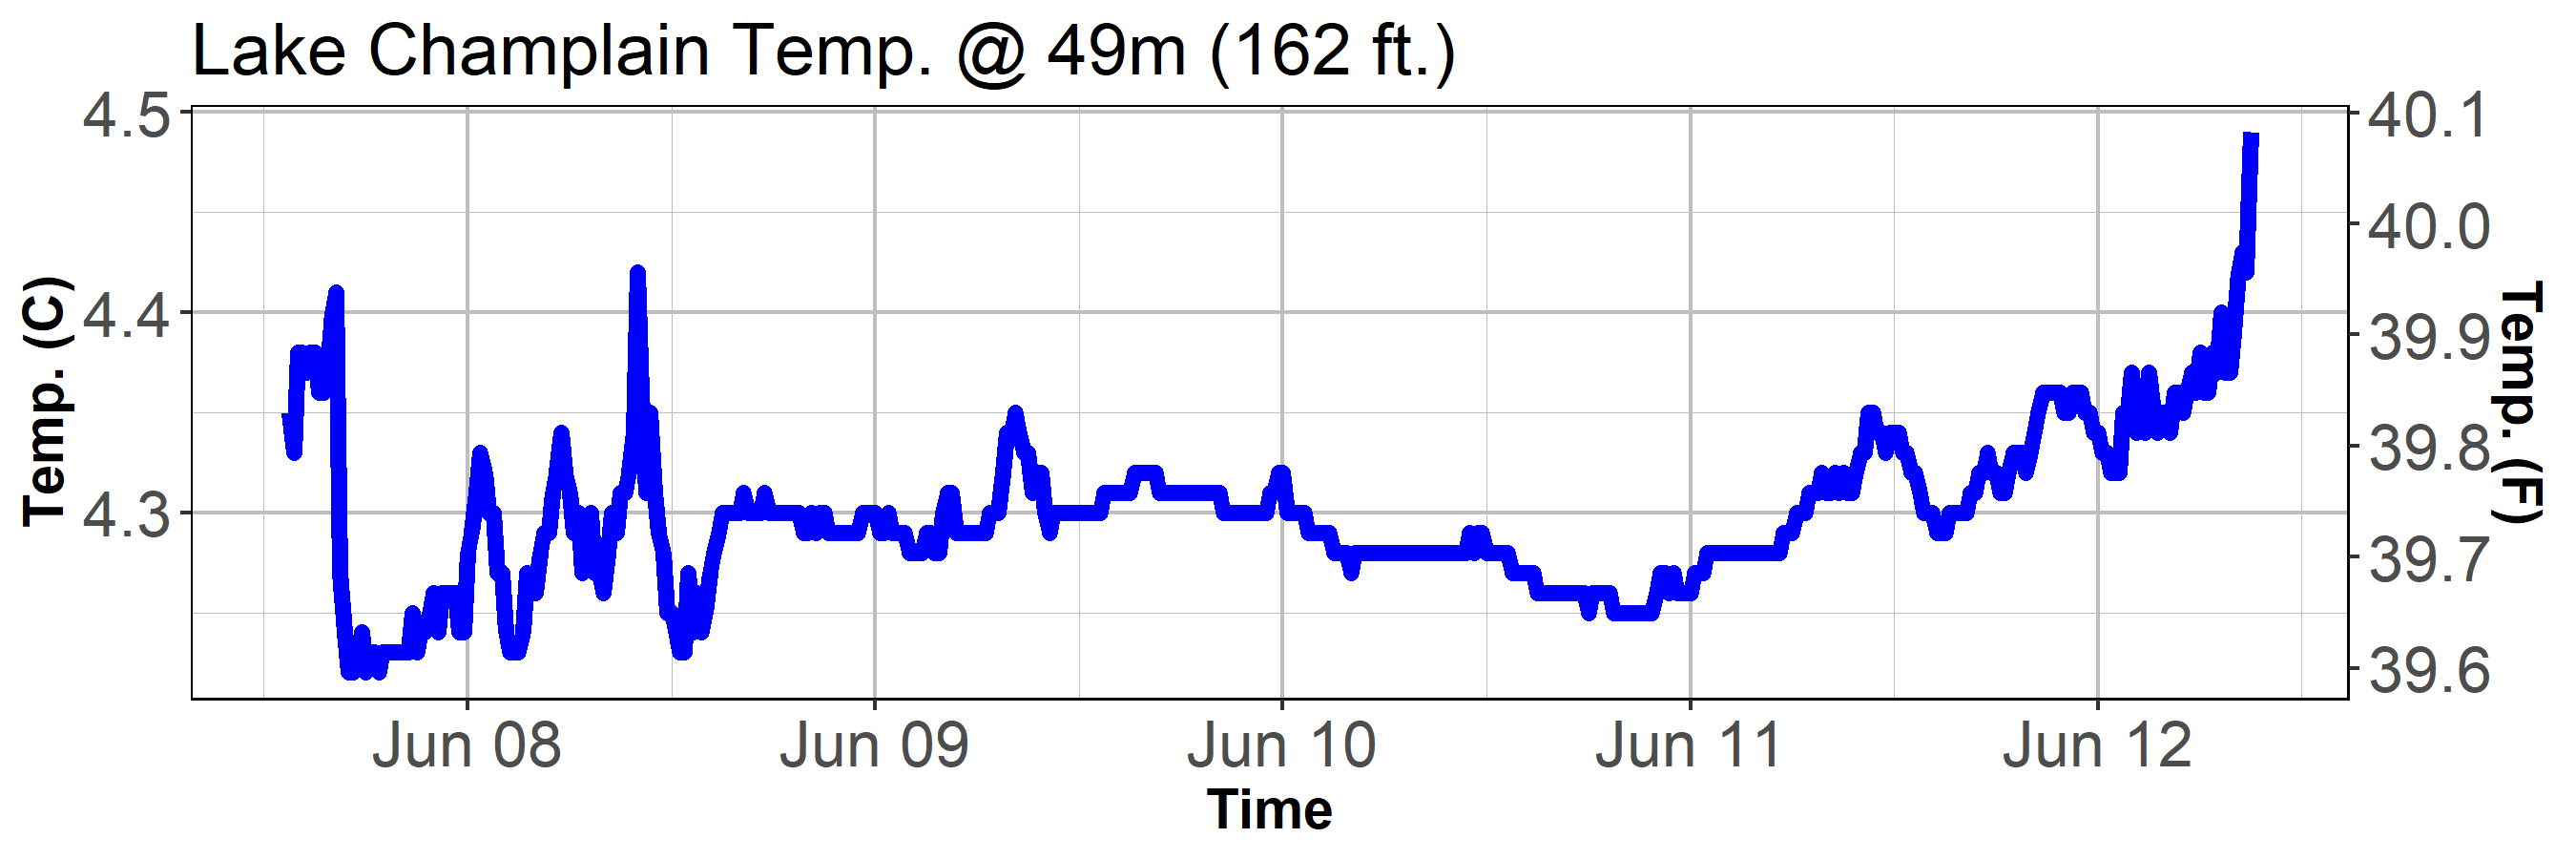 Lake Champlain Temp. @ 49m (162 ft.)
4.5
4.4
4.3
Temp. (C)
40.1
40.0
39.9
39.8
39.7
39.6
Temp. (F)
Jun 08 Jun 09 Jun 10 Jun 11 Jun 12
Time